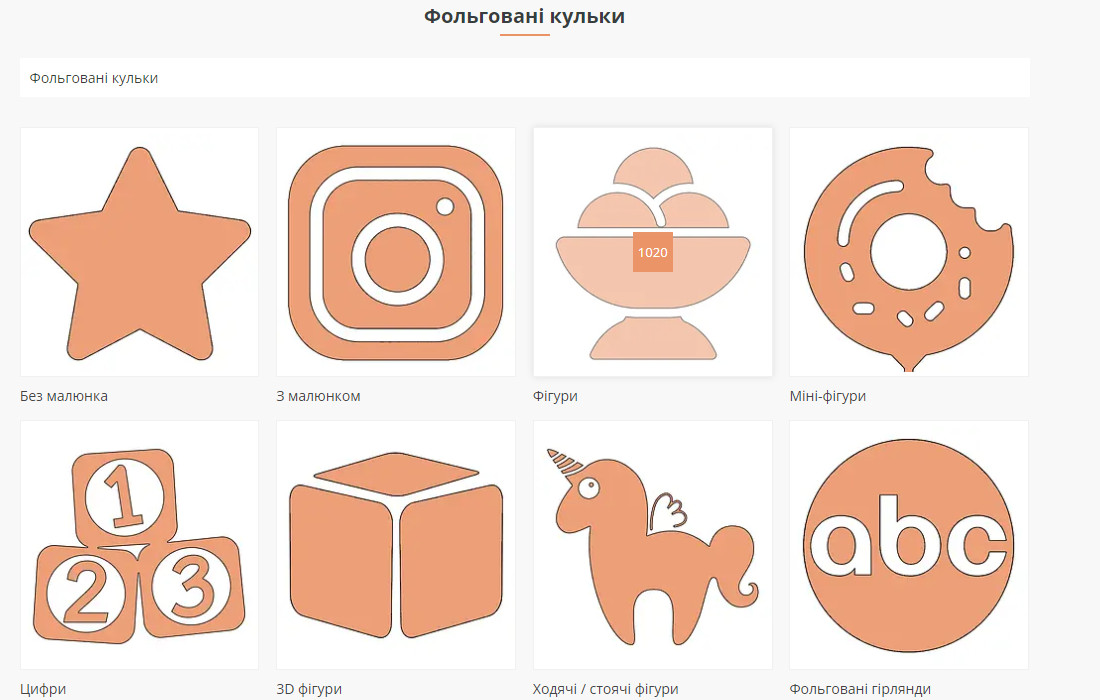 Фольговані кульки
Фольговані кульки
1020
Без малюнка
З малюнком
Фігури
Міні-фігури
1
2 3
abc
Цифри
3D фігури
Ходячі / стоячі фігури
Фольговані гірлянди